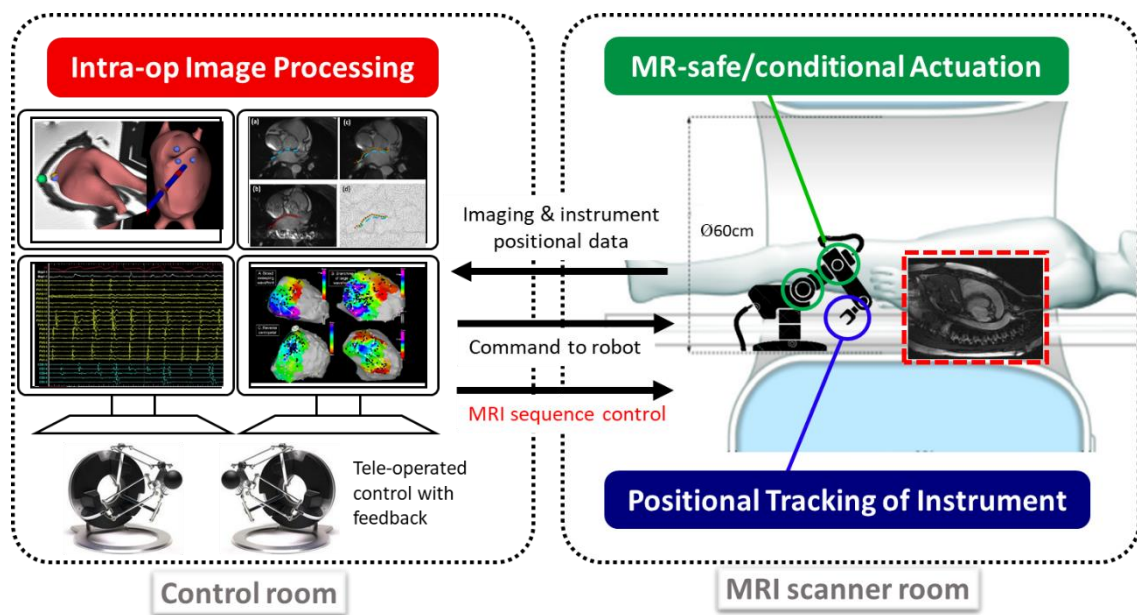 Intra-op Image Processing
(a)
(c)
(b)
(d)
Tele-operated
control with
feedback
Control room
Imaging & instrument
positional data
Command to robot
MRI sequence control
MR-safe/conditional Actuation
Ø60cm
Positional Tracking of Instrument
MRI scanner room